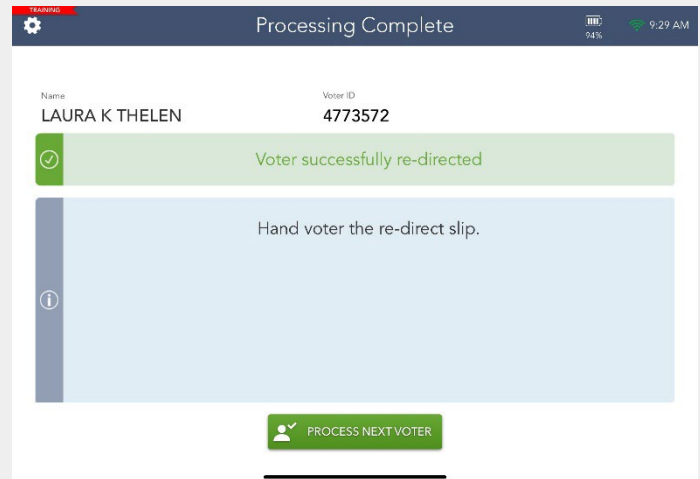 TRAINING
Processing Complete
94%
9:29 AM
Name
Voter ID
LAURA K THELEN
4773572
Voter successfully re-directed
Hand voter the re-direct slip.
PROCESS NEXT VOTER